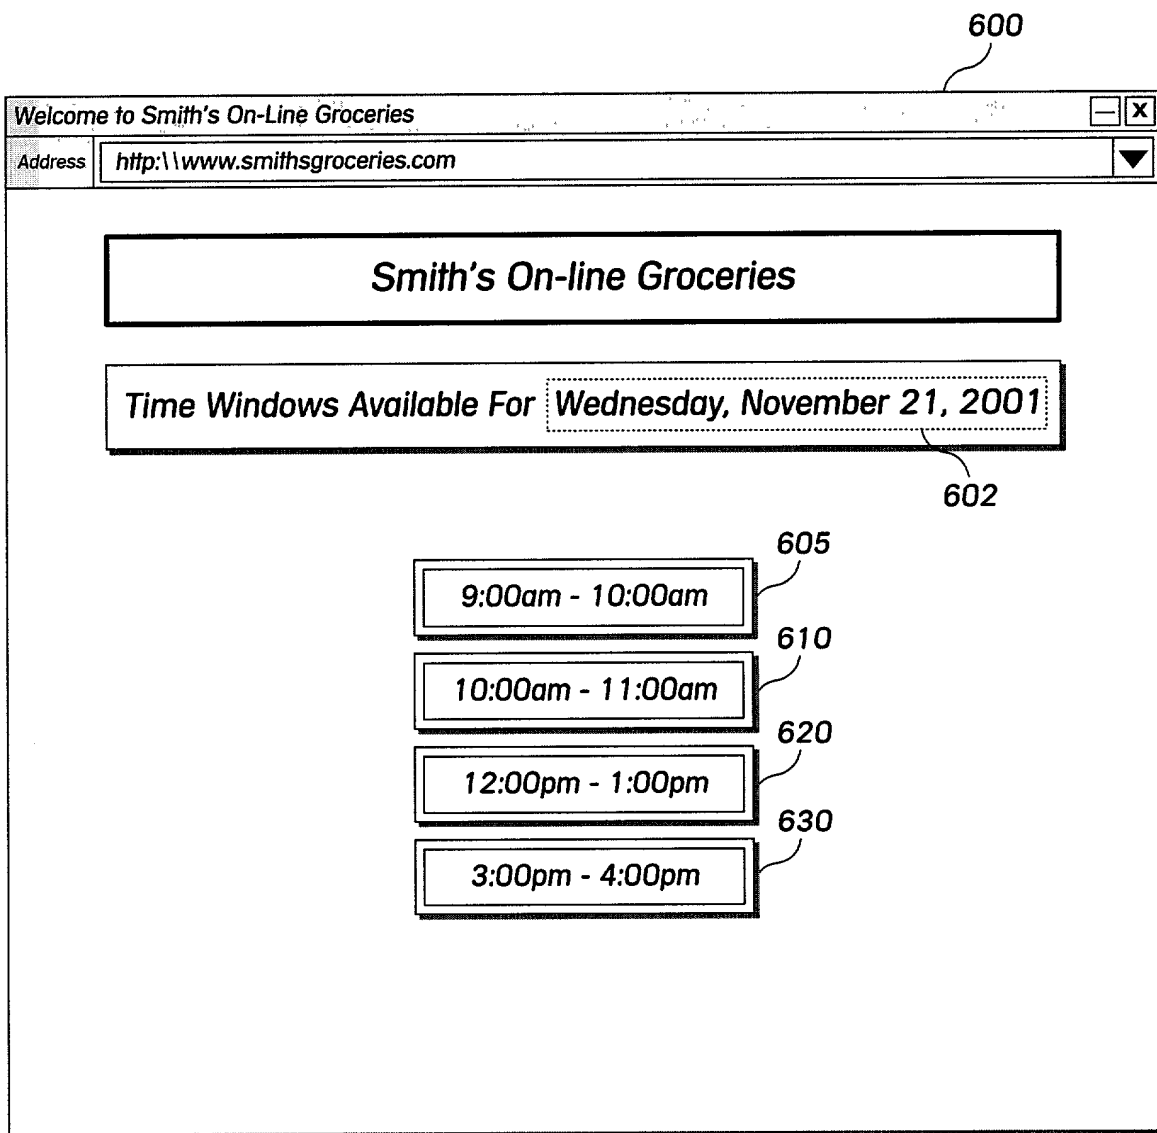 600
Welcome to Smith's On-Line Groceries
— X
Address http:\\www.smithsgroceries.com
Smith's On-line Groceries
Time Windows Available For Wednesday, November 21, 2001
602
605
9:00am - 10:00am
610
10:00am - 11:00am
620
12:00pm - 1:00pm
630
3:00pm - 4:00pm